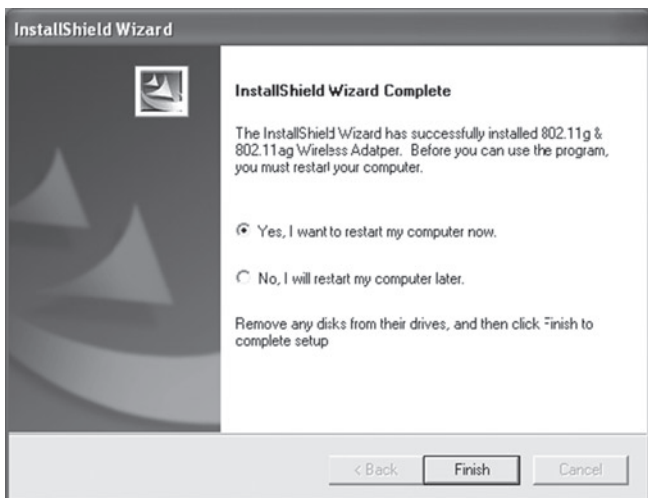 InstallShield Wizard
InstallShield Wizard Complete
The InstallShield Wizard has successfully installed 802.11g &
802.11ag Wireless Adatper. Before you can use the program,
you must restart your computer.
Yes, I want to restart my computer now.
No, I will restart my computer later.
Remove any disks from their drives, and then click Finish to
complete setup
< Back
Finish
Cancel